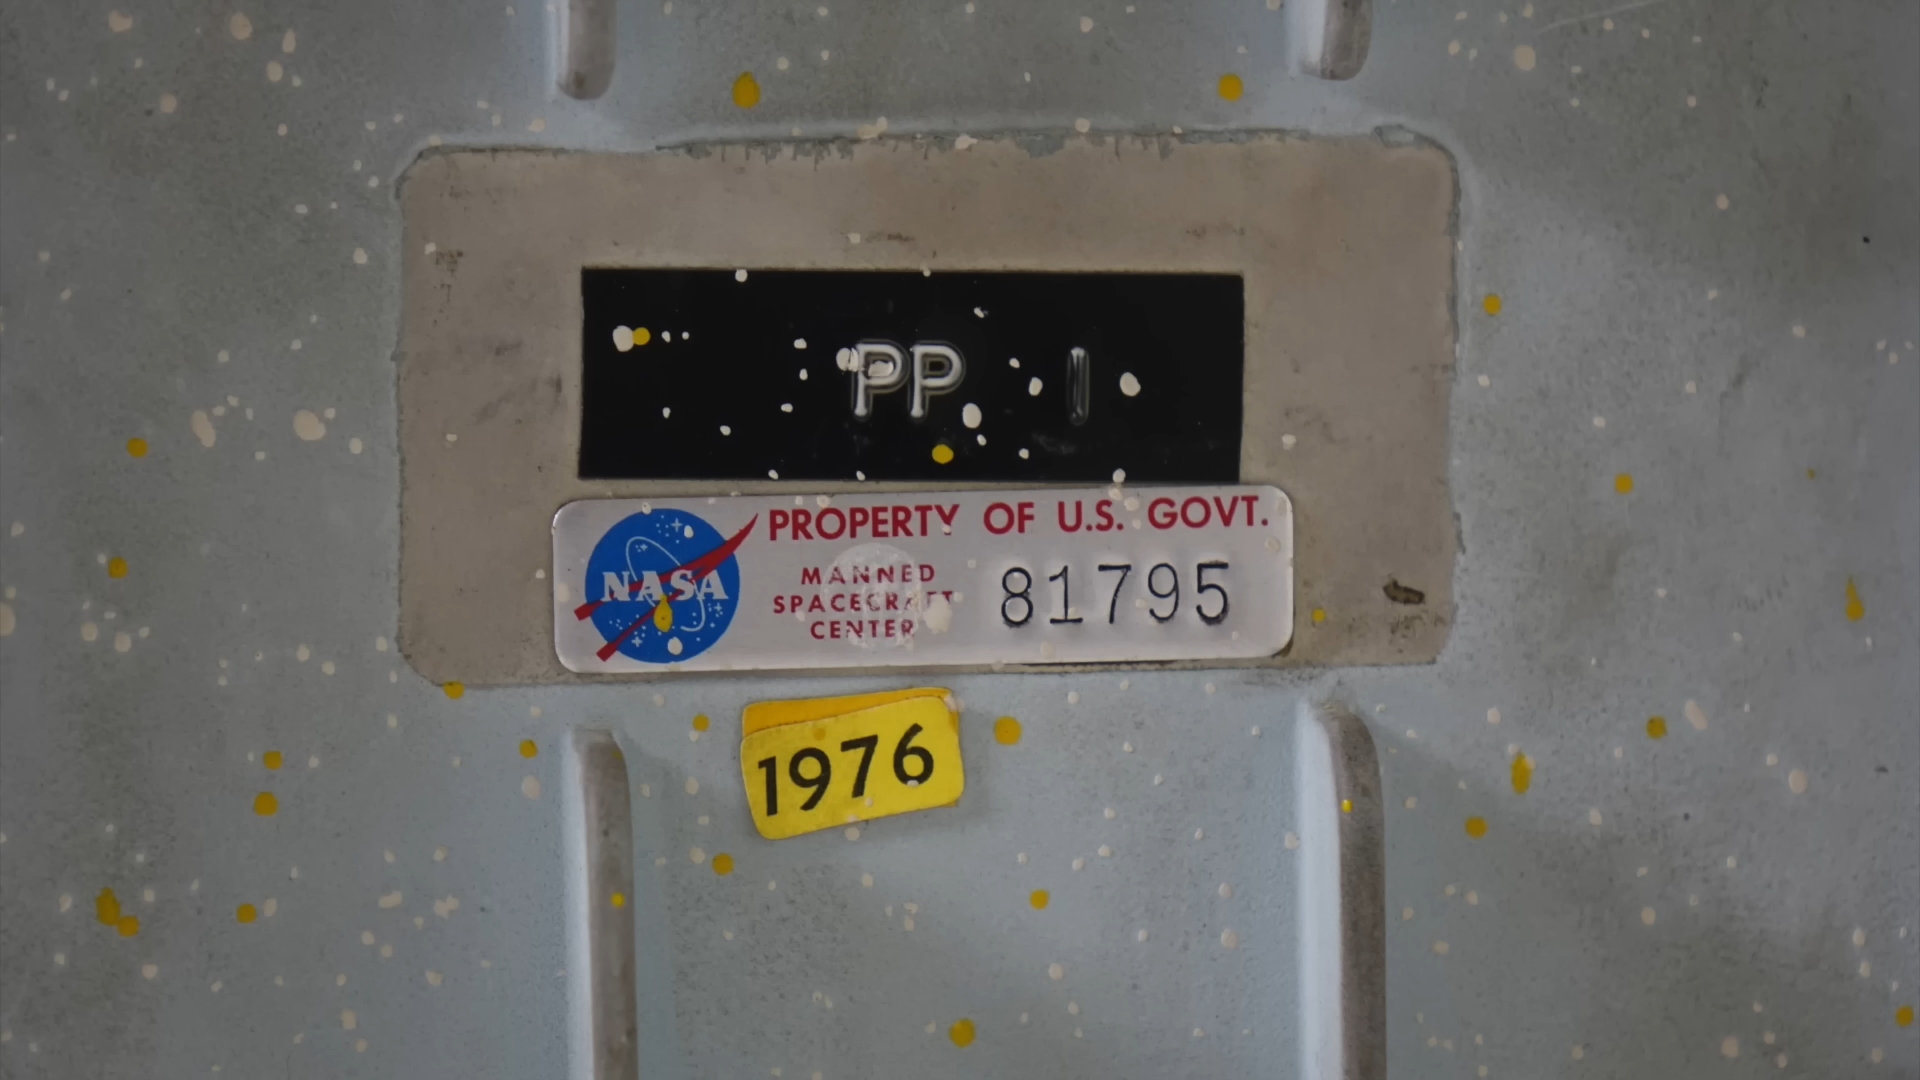 PP I
PROPERTY OF U.S. GOVT.
NASA
MANNED
SPACECRAFT
CENTER
81795
1976